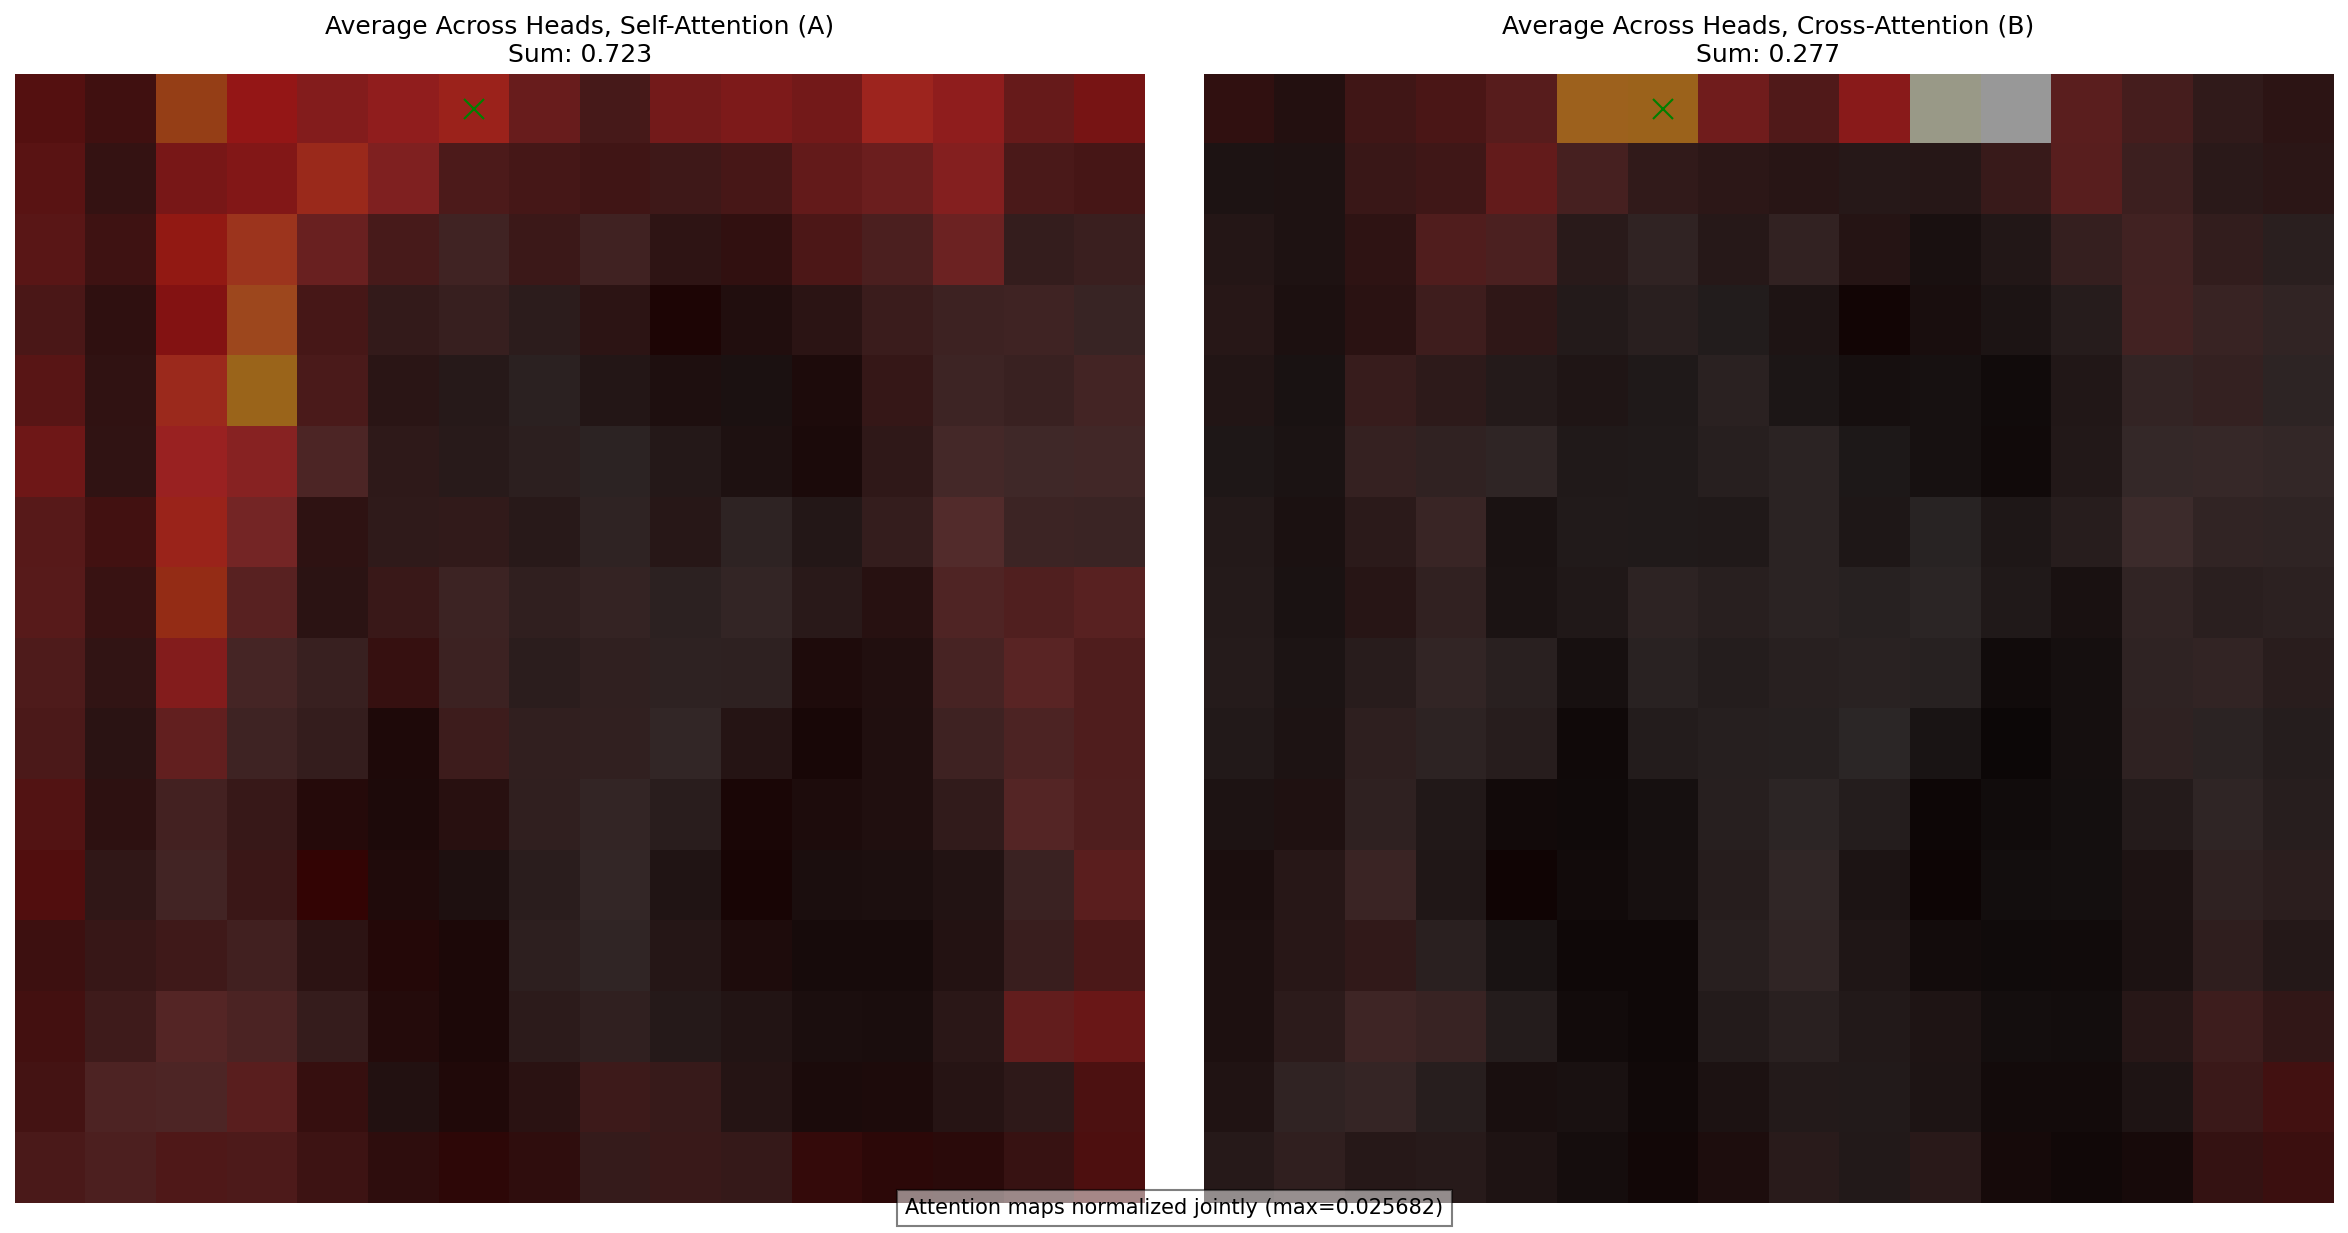 Average Across Heads, Self-Attention (A)
Sum: 0.723
Average Across Heads, Cross-Attention (B)
Sum: 0.277
Attention maps normalized jointly (max=0.025682)